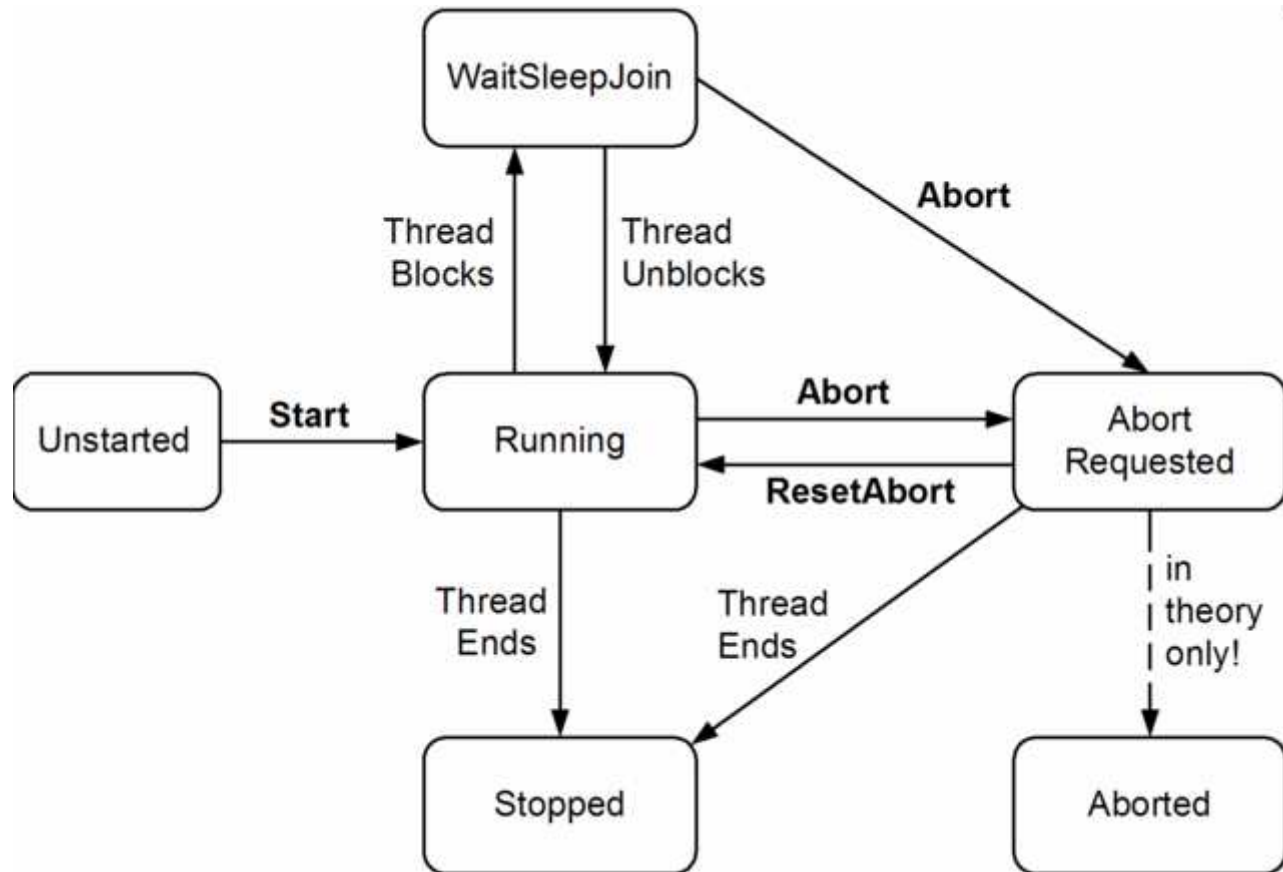 WaitSleepJoin
Abort
Thread
Blocks
Thread
Unblocks
Unstarted
Start
Running
Abort
ResetAbort
Abort
Requested
Thread
Ends
Thread
Ends
in
theory
only!
Stopped
Aborted